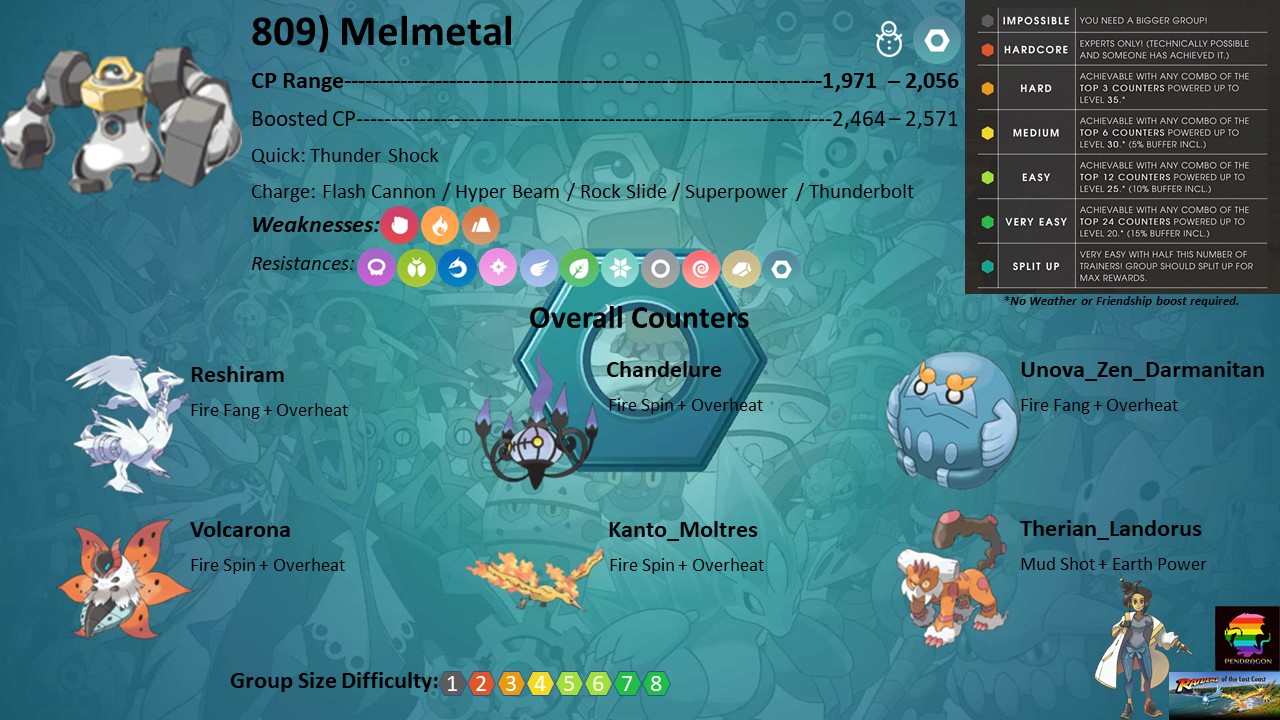 809) Melmetal
CP Range----------------------------------------------------------------------1,971 – 2,056
Boosted CP----------------------------------------------------------------------2,464 – 2,571
Quick: Thunder Shock
Charge: Flash Cannon / Hyper Beam / Rock Slide / Superpower / Thunderbolt
Weaknesses:
Resistances:
IMPOSSIBLE YOU NEED A BIGGER GROUP!
HARDCORE EXPERTS ONLY! (TECHNICALLY POSSIBLE
AND SOMEONE HAS ACHIEVED IT.)
HARD ACHIEVABLE WITH ANY COMBO OF THE
TOP 3 COUNTERS POWERED UP TO
LEVEL 35.*
MEDIUM ACHIEVABLE WITH ANY COMBO OF THE
TOP 6 COUNTERS POWERED UP TO
LEVEL 30.* (5% BUFFER INCL.)
EASY ACHIEVABLE WITH ANY COMBO OF THE
TOP 12 COUNTERS POWERED UP TO
LEVEL 25.* (10% BUFFER INCL.)
VERY EASY ACHIEVABLE WITH ANY COMBO OF THE
TOP 24 COUNTERS POWERED UP TO
LEVEL 20.* (15% BUFFER INCL.)
SPLIT UP VERY EASY WITH HALF THIS NUMBER OF
TRAINERS! GROUP SHOULD SPLIT UP FOR
MAX REWARDS.
*No Weather or Friendship boost required.
Overall Counters
Reshiram
Fire Fang + Overheat
Chandelure
Fire Spin + Overheat
Unova_Zen_Darmanitan
Fire Fang + Overheat
Volcarona
Fire Spin + Overheat
Kanto_Moltres
Fire Spin + Overheat
Therian_Landorus
Mud Shot + Earth Power
Group Size Difficulty: 1 2 3 4 5 6 7 8
PENDRAGON
RAIDERS of the Lost Coast